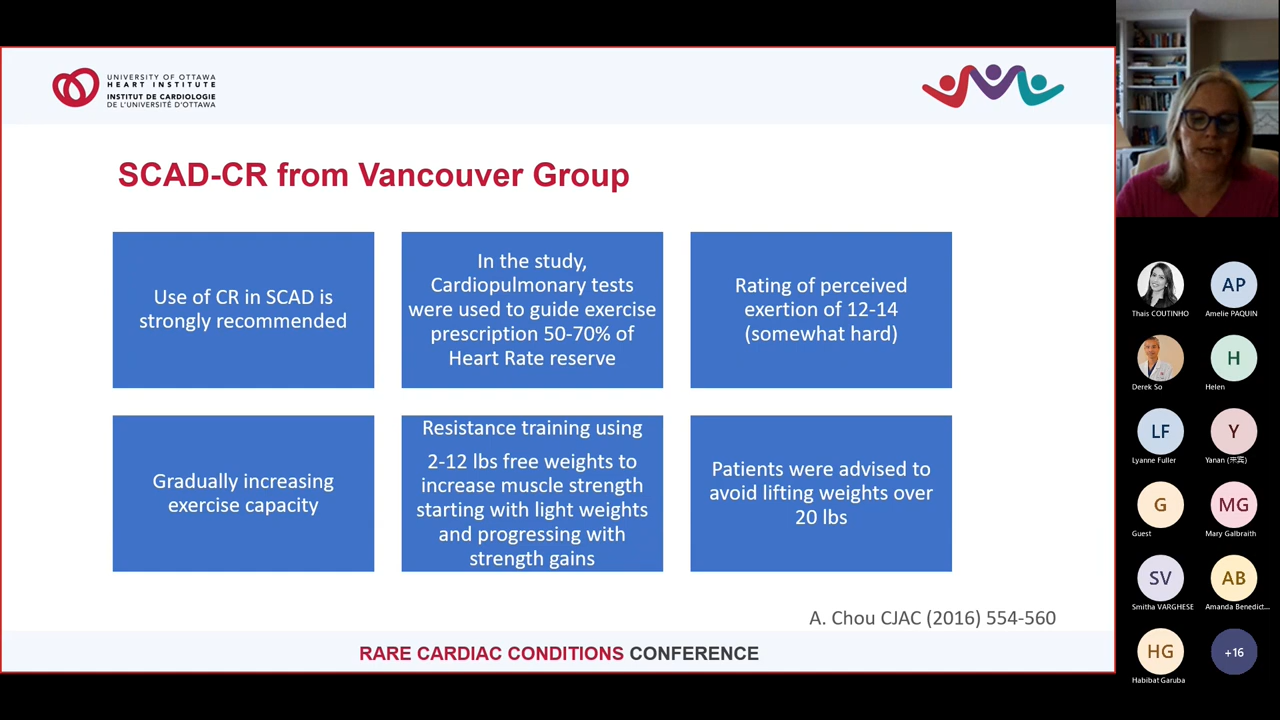 UNIVERSITY OF OTTAWA
HEART INSTITUTE
INSTITUT DE CARDIOLOGIE
DE L'UNIVERSITÉ D'OTTAWA
SCAD-CR from Vancouver Group
Use of CR in SCAD is
strongly recommended
In the study,
Cardiopulmonary tests
were used to guide exercise
prescription 50-70% of
Heart Rate reserve
Rating of perceived
exertion of 12-14
(somewhat hard)
Gradually increasing
exercise capacity
Resistance training using
2-12 lbs free weights to
increase muscle strength
starting with light weights
and progressing with
strength gains
Patients were advised to
avoid lifting weights over
20 lbs
A. Chou CJAC (2016) 554-560
RARE CARDIAC CONDITIONS CONFERENCE
Thais COUTINHO
AP
Amelie PAQUIN
Derek So
H
Helen
LF
Lyanne Fuller
Y
Yanan
G
Guest
MG
Mary Galbraith
SV
Smitha VARGHESE
AB
Amanda Benedict...
HG
Habibat Garuba
+16